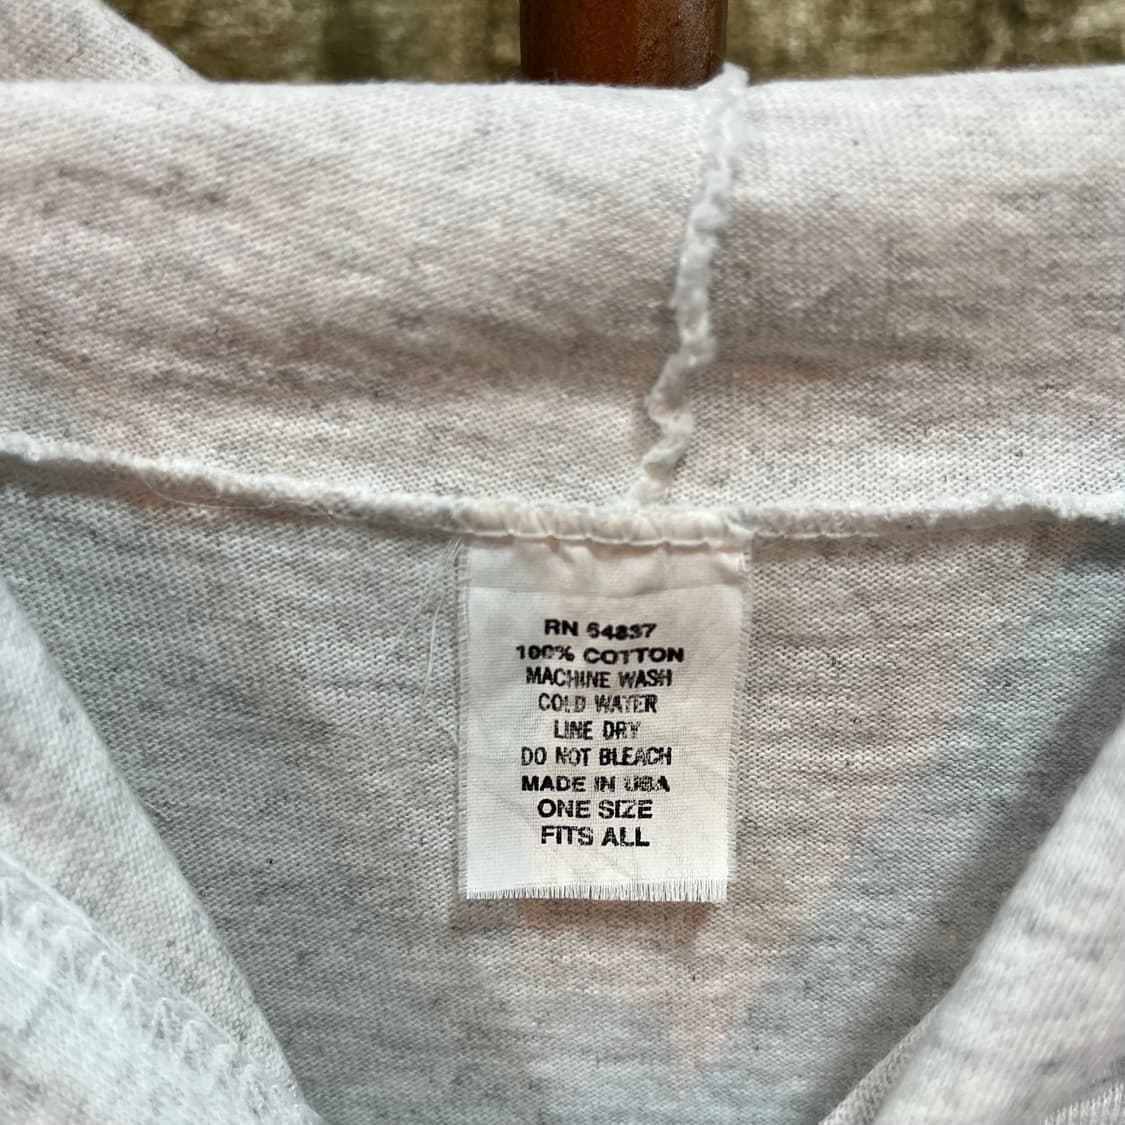 RN 64837
100% COTTON
MACHINE WASH
COLD WATER
LINE DRY
DO NOT BLEACH
MADE IN USA
ONE SIZE
FITS ALL